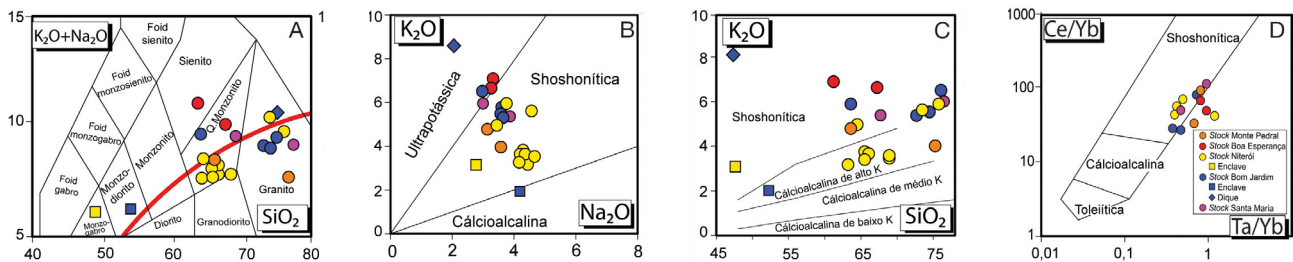 15
10
5
40
50
60
70
80
1
A
K₂O+Na₂O
SiO₂
Foid
sienito
Foid
monzosienito
Foid
monzogabro
Foid
gabro
Monzo-
gabro
Monzo-
diorito
Monzonito
Sienito
Q.Monzonito
Diorito
Granodiorito
Granito
10
8
6
4
2
0
0
2
4
6
8
B
K₂O
Na₂O
Ultrapotássica
Shoshonítica
Cálcioalcalina
10
8
6
4
2
0
45
55
65
75
C
K₂O
SiO₂
Shoshonítica
Cálcioalcalina de alto K
Cálcioalcalina de médio K
Cálcioalcalina de baixo K
1000
100
10
1
0,01
0,1
1
10
D
Ce/Yb
Ta/Yb
Shoshonítica
Cálcioalcalina
Toleiítica
Stock Monte Pedral
Stock Boa Esperança
Stock Niterói
Enclave
Stock Bom Jardim
Enclave
Dique
Stock Santa Maria